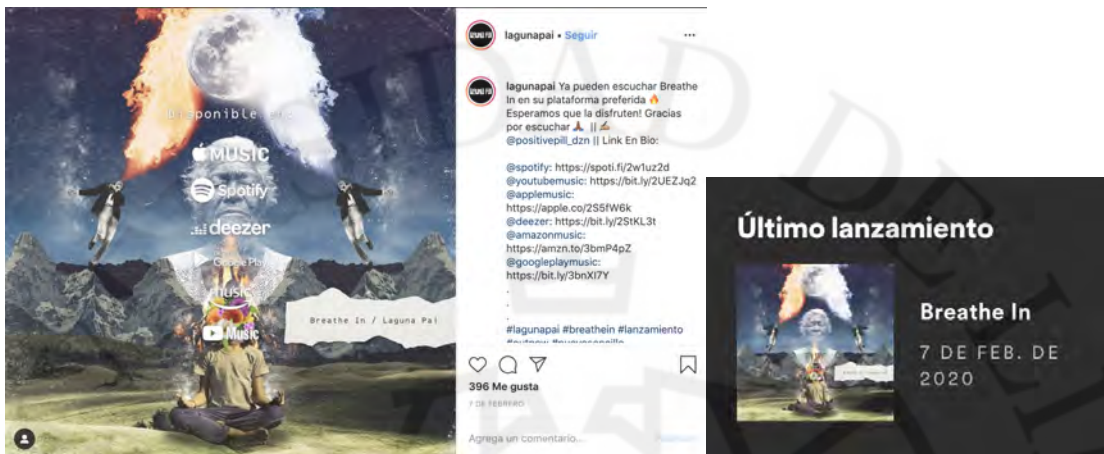 Disponible en:
MUSIC
Spotify
deezer
Google Play
music
Music
Breathe In / Laguna Pai
LAGUNA PAI
lagunapai • Seguir
LAGUNA PAI
lagunapai Ya pueden escuchar Breathe
In en su plataforma preferida 🔥
Esperamos que la disfruten! Gracias
por escuchar 🙏 || ✍
@positivepill_dzn || Link En Bio:
@spotify: https://spoti.fi/2w1uz2d
@youtubemusic: https://bit.ly/2UEZJq2
@applemusic:
https://apple.co/2S5fW6k
@deezer: https://bit.ly/2StKL3t
@amazonmusic:
https://amzn.to/3bmP4pZ
@googleplaymusic:
https://bit.ly/3bnXI7Y
.
.
.
#lagunapai #breathein #lanzamiento
396 Me gusta
7 DE FEBRERO
Agrega un comentario...
Último lanzamiento
Breathe In
7 DE FEB. DE
2020